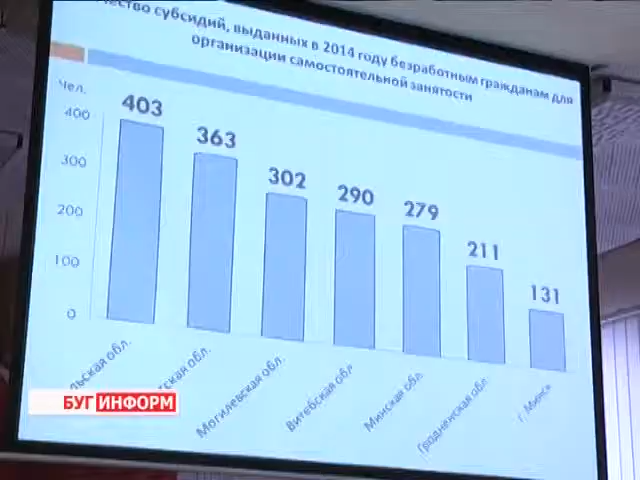 субсидий, выданных в 2014 году безработным гражданам для
организации самостоятельной занятости
Чел.
400
300
200
100
0
403
363
302
290
279
211
131
Могилевская обл.
Витебская обл
Минская обл.
Гродненская обл.
г. Минск
БУГ ИНФОРМ